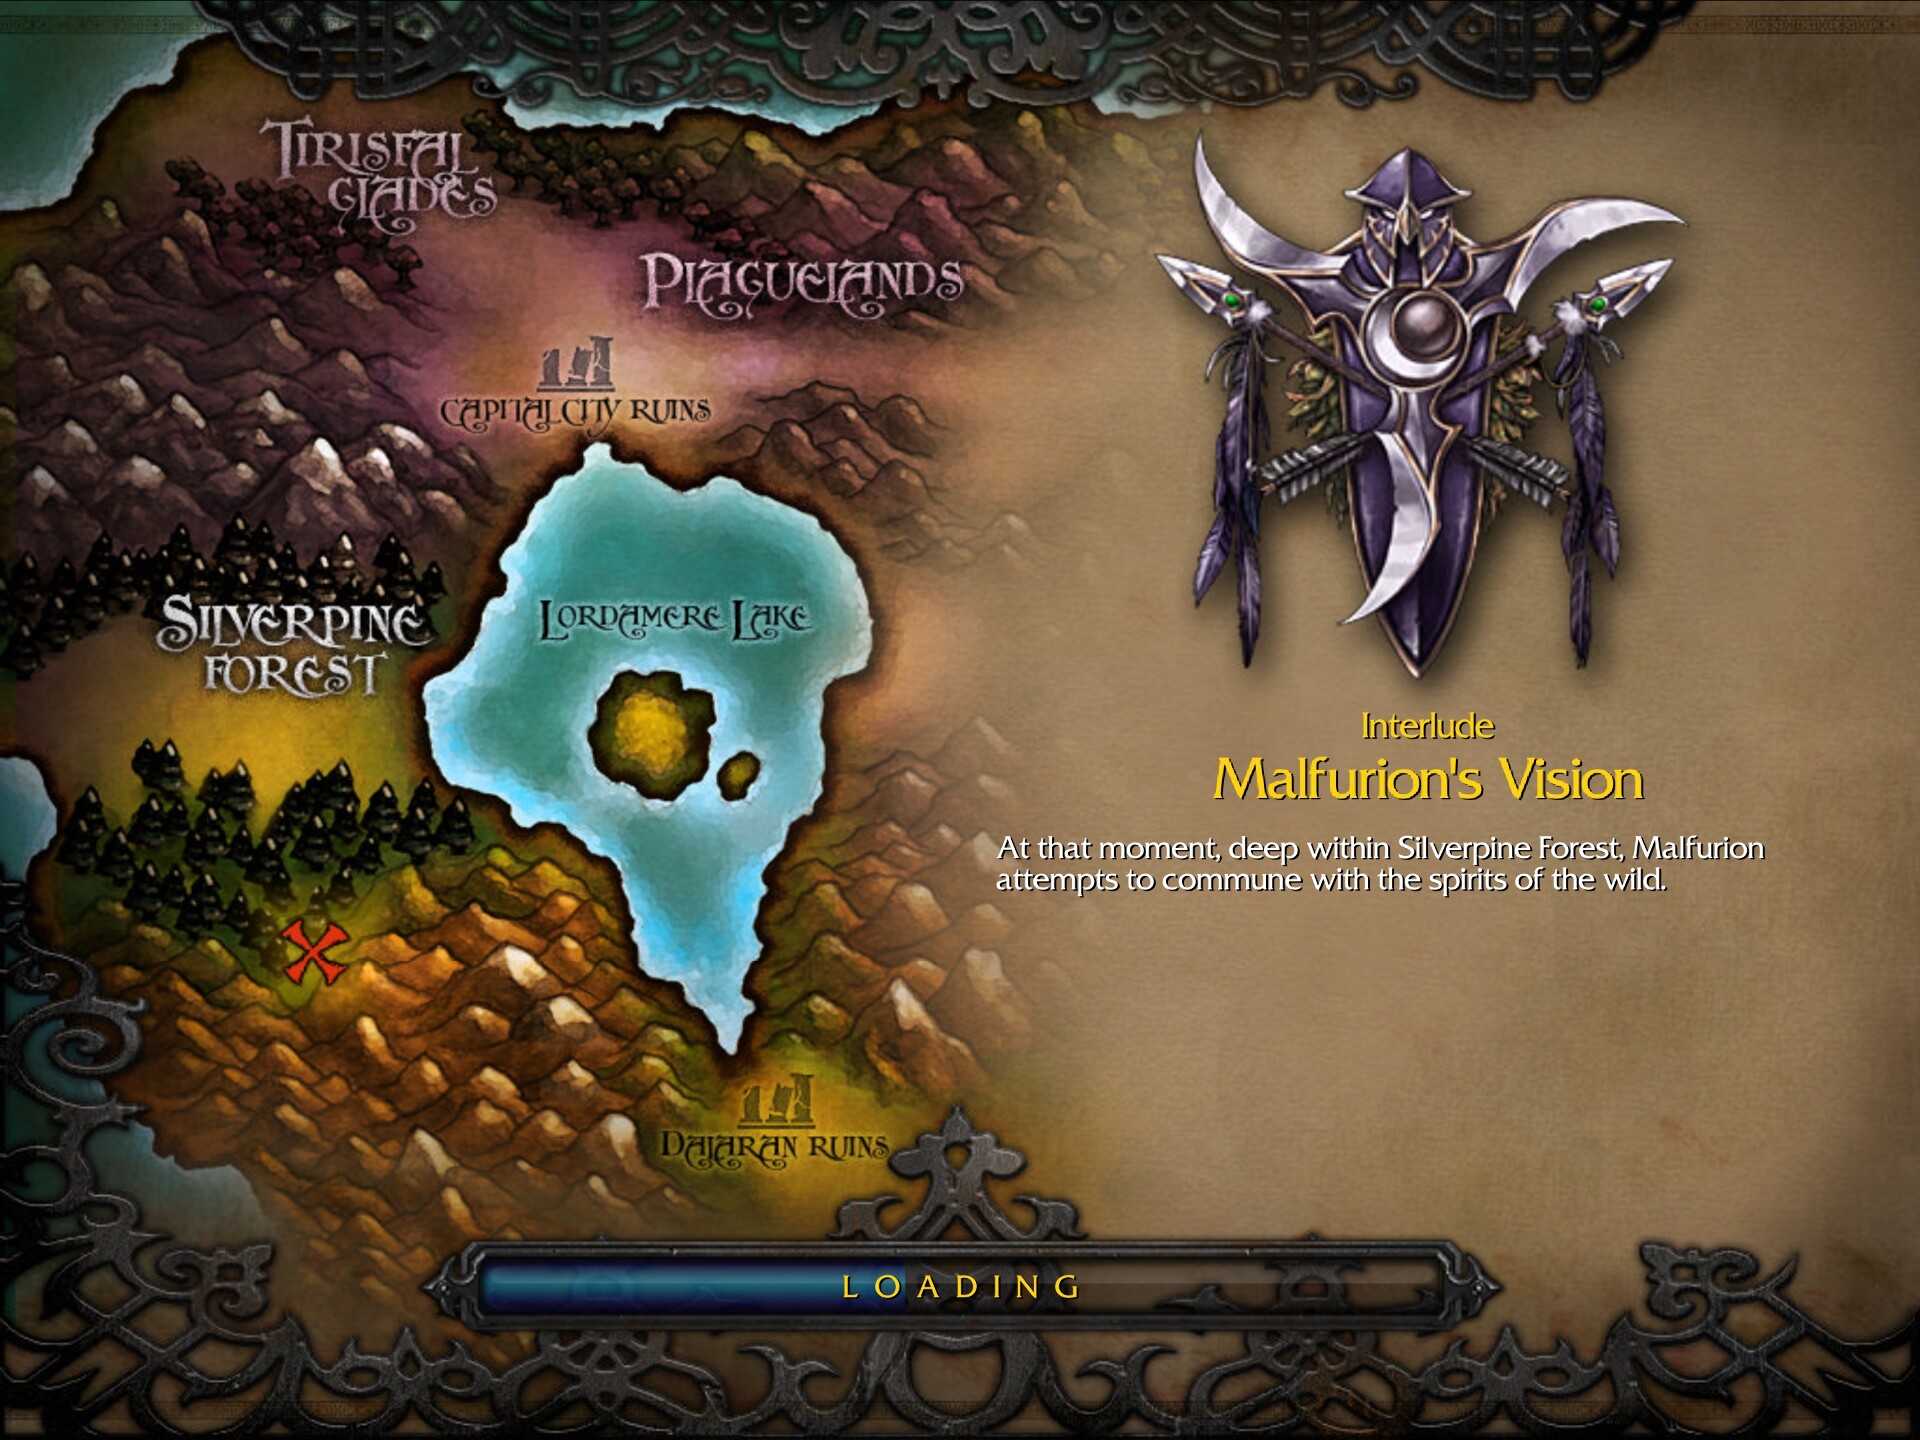 TIRISFAL
GLADES
PLAGUELANDS
CAPITAL CITY RUINS
SILVERPINE
FOREST
LORDAMERE LAKE
DALARAN RUINS
Interlude
Malfurion's Vision
At that moment, deep within Silverpine Forest, Malfurion
attempts to commune with the spirits of the wild.
LOADING